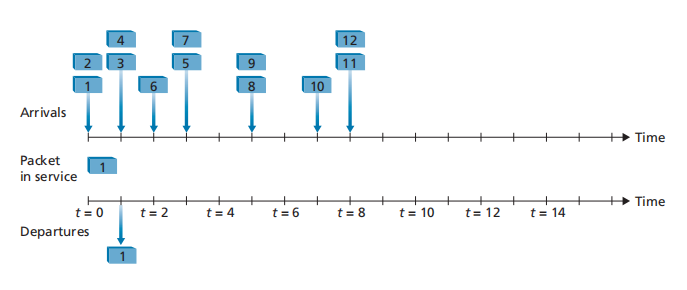 4 7 12
2 3 5 9 11
1 6 8 10
Arrivals
Time
Packet
in service
1
Time
t = 0 t = 2 t = 4 t = 6 t = 8 t = 10 t = 12 t = 14
Departures
1